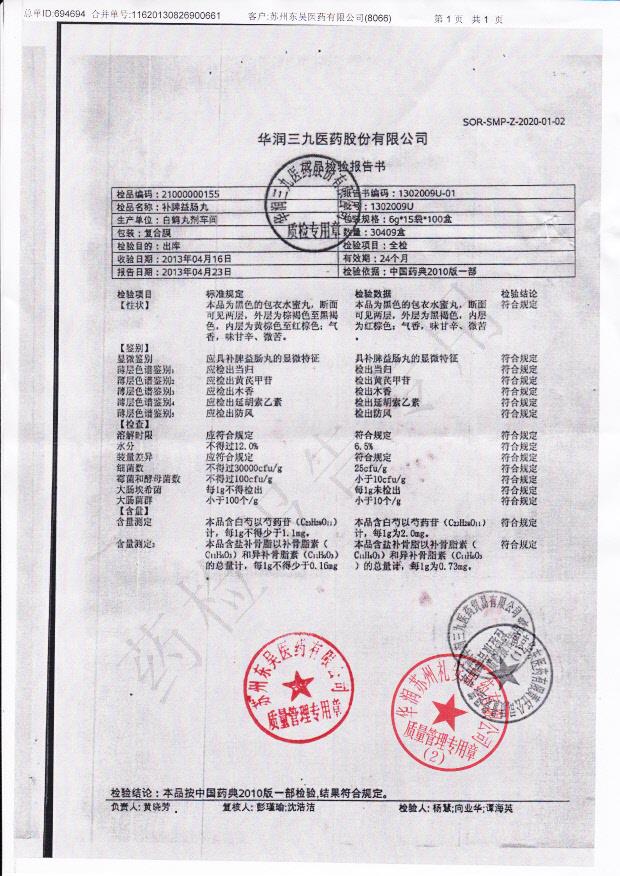 总单ID:694694 合并单号:11620130826900661 客户:苏州东吴医药有限公司(8066) 第 1 页 共 1 页
SOR-SMP-Z-2020-01-02
华润三九医药股份有限公司
成品检验报告书
检品编码：21000000155 报告书编码：1302009U-01
检品名称：补脾益肠丸 批号：1302009U
生产单位：白蜂丸剂车间 检验规格：6g*15袋*100盒
包装：复合膜 数量：30409盒
检验目的：出库 检验项目：全检
收验日期：2013年04月16日 有效期：24个月
报告日期：2013年04月23日 检验依据：中国药典2010版一部
检验项目 标准规定 检验数据 检验结论
【性状】 本品为黑色的包衣水蜜丸，断面 本品为黑色的包衣水蜜丸，断面 符合规定
可见两层，外层为棕褐色至黑褐 可见两层，外层为黑褐色，内层
色，内层为黄棕色至红棕色；气 为红棕色；气香，味甘辛、微苦
香，味甘辛、微苦。 。
【鉴别】
显微鉴别 应具补脾益肠丸的显微特征 具补脾益肠丸的显微特征 符合规定
薄层色谱鉴别： 应检出当归 检出当归 符合规定
薄层色谱鉴别： 应检出黄芪甲苷 检出黄芪甲苷 符合规定
薄层色谱鉴别： 应检出木香 检出木香 符合规定
薄层色谱鉴别： 应检出延胡索乙素 检出延胡索乙素 符合规定
薄层色谱鉴别： 应检出防风 检出防风 符合规定
【检查】
溶解时限 应符合规定 符合规定 符合规定
水分 不得过12.0% 6.5% 符合规定
装量差异 应符合规定 符合规定 符合规定
细菌数 不得过30000cfu/g 25cfu/g 符合规定
霉菌和酵母菌数 不得过100cfu/g 小于10cfu/g 符合规定
大肠埃希菌 每1g不得检出 每1g未检出 符合规定
大肠菌群 小于100个/g 小于10个/g 符合规定
【含量】
含量测定 本品含白芍以芍药苷（C₂₃H₂₈O₁₁） 本品含白芍以芍药苷（C₂₃H₂₈O₁₁） 符合规定
计，每1g不得少于1.1mg。 计，每1g为2.0mg。
含量测定： 本品含盐补骨脂以补骨脂素（ 本品含盐补骨脂以补骨脂素（ 符合规定
C₁₁H₆O₃）和异补骨脂素（C₁₁H₆O₃） C₁₁H₆O₃）和异补骨脂素（C₁₁H₆O₃
的总量计，每1g不得少于0.16mg ）的总量计，每1g为0.73mg。
质检专用章
苏州东吴医药有限公司
质量管理专用章
质量管理专用章
(2)
检验结论：本品按中国药典2010版一部检验,结果符合规定。
负责人：黄晓芳 复核人：彭瑾瑜;沈浩洁 检验人：杨慧;向业华;谭海英